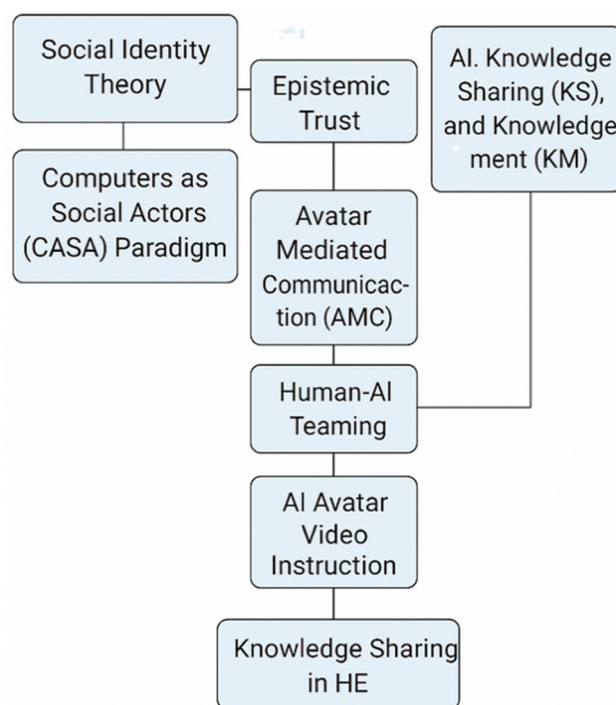 Social Identity
Theory
Epistemic
Trust
AI. Knowledge
Sharing (KS),
and Knowledge
ment (KM)
Computers as
Social Actors
(CASA) Paradigm
Avatar
Mediated
Communicac-
tion (AMC)
Human-AI
Teaming
AI Avatar
Video
Instruction
Knowledge Sharing
in HE